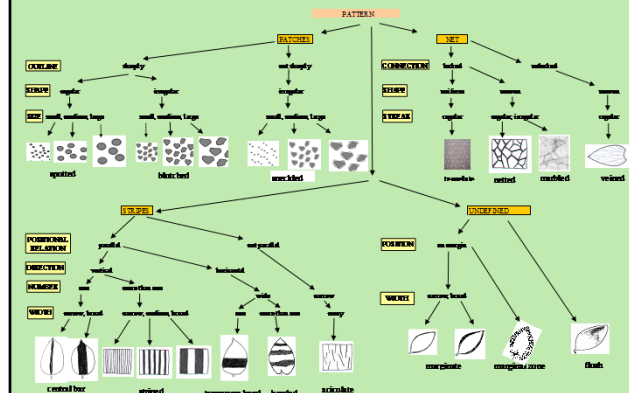 PATTERN
PATCHES
NET
OUTLINE
sharply
not sharply
CONNECTION
linked
unlinked
SHAPE
regular
irregular
irregular
SHAPE
uniform
uneven
uneven
SIZE
small, medium, large
small, medium, large
small, medium, large
STREAK
regular
regular, irregular
regular
spotted
blotched
speckled
tessellate
netted
marbled
veined
STRIPES
UNDEFINED
POSITIONAL RELATION
parallel
not parallel
POSITION
on margin
DIRECTION
vertical
horizontal
NUMBER
one
more than one
wide
narrow
WIDTH
narrow, broad
narrow, medium, broad
one
more than one
many
WIDTH
narrow, broad
central bar
striped
banded
aciculate
marginate
marginal zone
flush